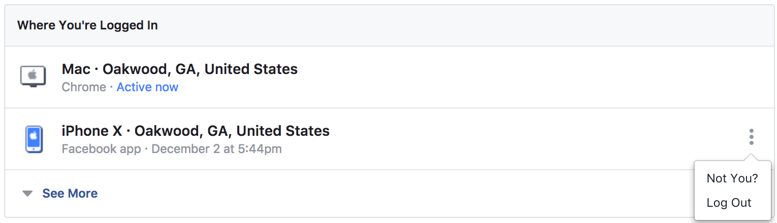 Where You're Logged In
Mac · Oakwood, GA, United States
Chrome · Active now
iPhone X · Oakwood, GA, United States
Facebook app · December 2 at 5:44pm
Not You?
Log Out
See More